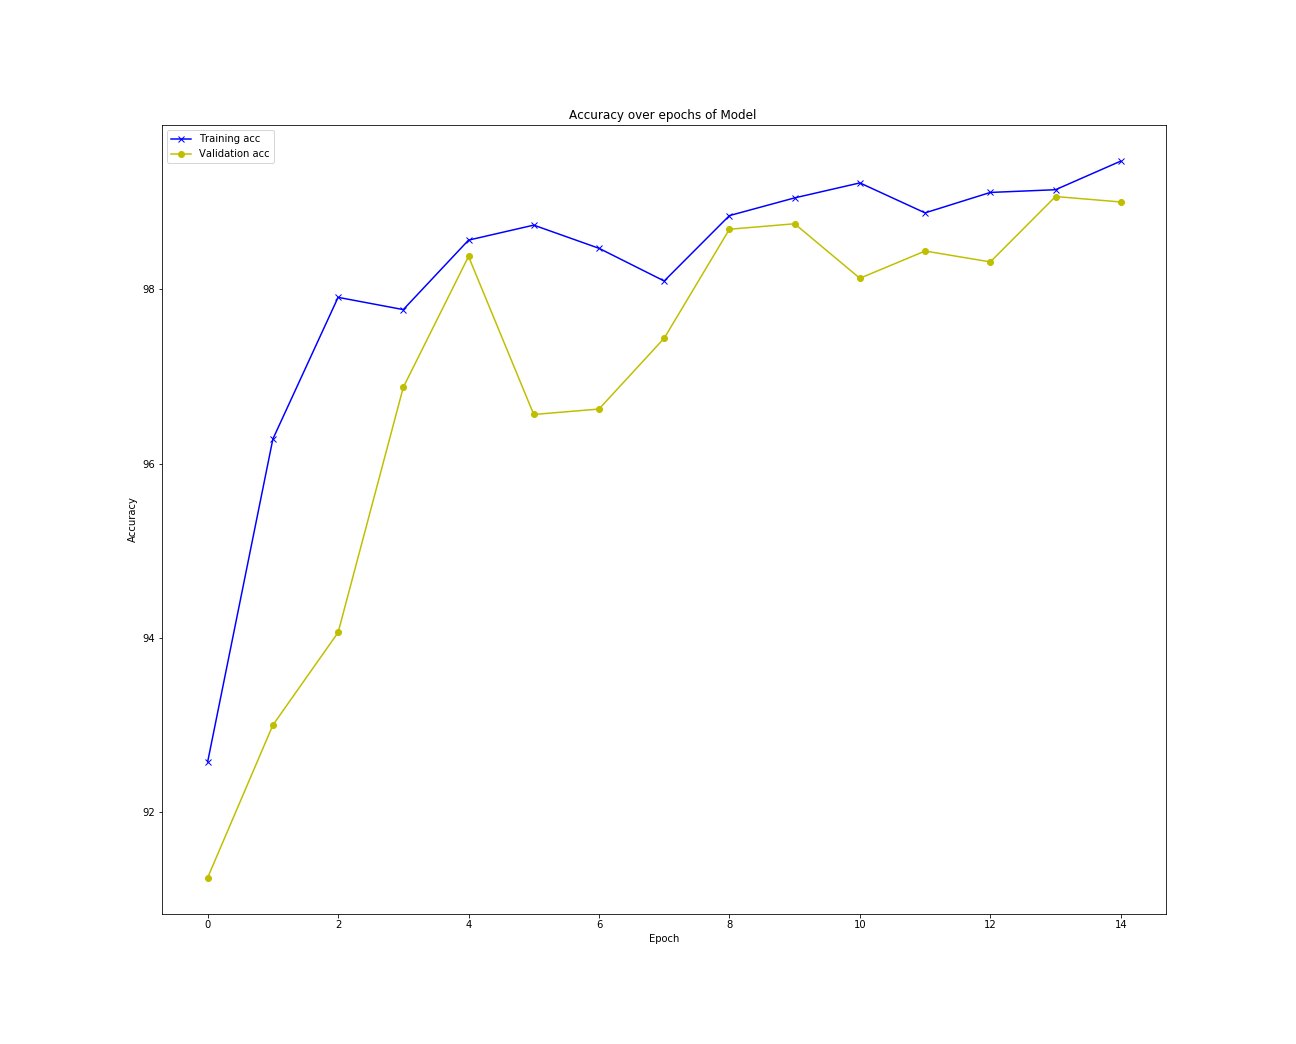 Accuracy over epochs of Model
Training acc
Validation acc
98
96
94
92
Accuracy
0 2 4 6 8 10 12 14
Epoch